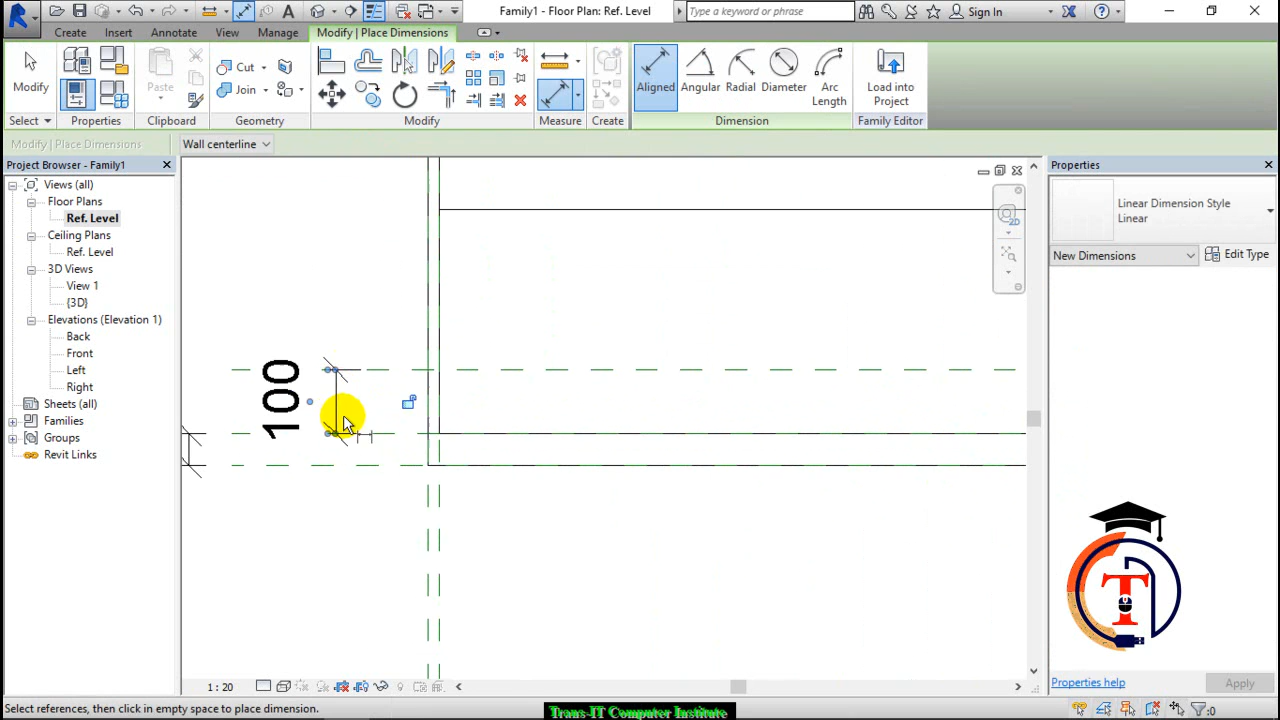 Family1 - Floor Plan: Ref. Level
Type a keyword or phrase
Sign In
Create
Insert
Annotate
View
Manage
Modify | Place Dimensions
Modify
Paste
Cut
Join
Aligned
Angular
Radial
Diameter
Arc
Length
Load into
Project
Select
Properties
Clipboard
Geometry
Modify
Measure
Create
Dimension
Family Editor
Modify | Place Dimensions
Wall centerline
Project Browser - Family1
Views (all)
Floor Plans
Ref. Level
Ceiling Plans
Ref. Level
3D Views
View 1
{3D}
Elevations (Elevation 1)
Back
Front
Left
Right
Sheets (all)
Families
Groups
Revit Links
100
2D
Properties
Linear Dimension Style
Linear
New Dimensions
Edit Type
T
Properties help
Apply
1 : 20
Select references, then click in empty space to place dimension.
Trans-IT Computer Institute
:0